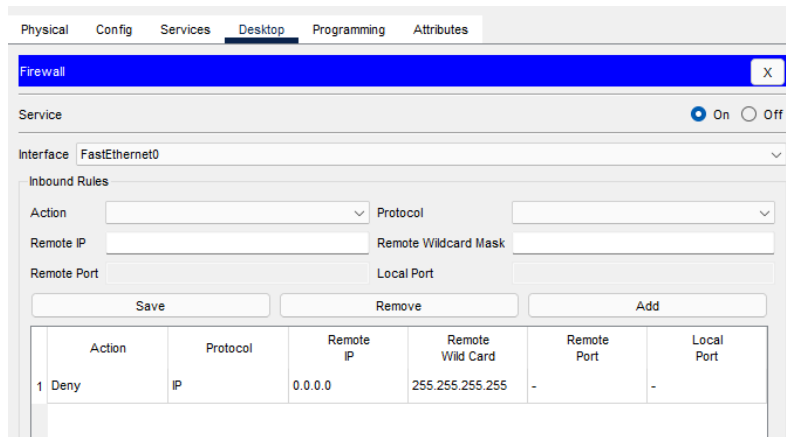 Physical Config Services Desktop Programming Attributes
Firewall X
Service On Off
Interface FastEthernet0
Inbound Rules
Action Protocol
Remote IP Remote Wildcard Mask
Remote Port Local Port
Save Remove Add
Action Protocol Remote IP Remote Wild Card Remote Port Local Port
1 Deny IP 0.0.0.0 255.255.255.255 - -